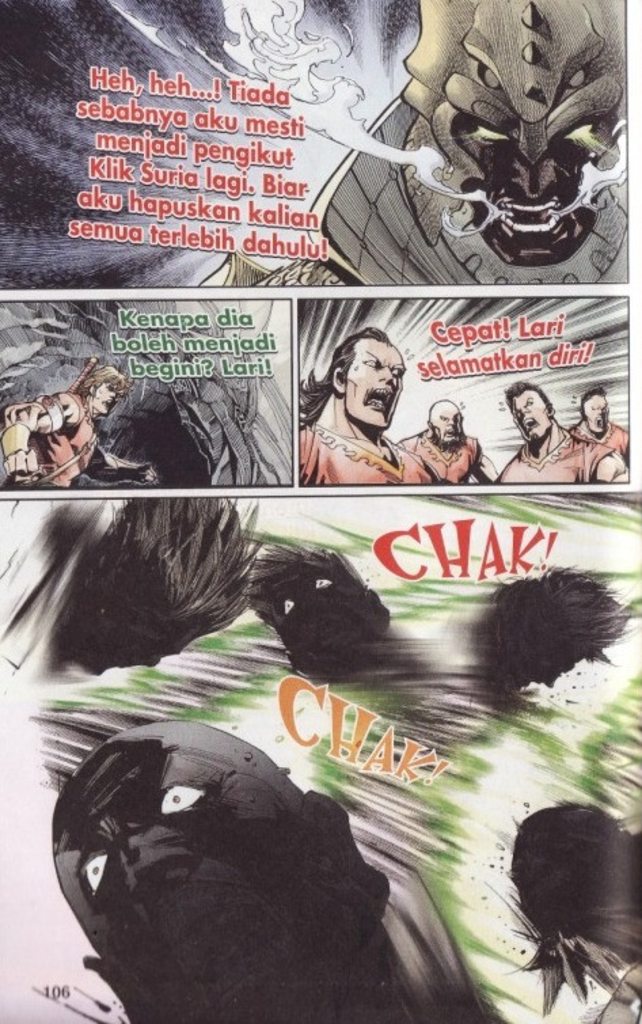 Heh, heh...! Tiada
sebabnya aku mesti
menjadi pengikut
Klik Suria lagi. Biar
aku hapuskan kalian
semua terlebih dahulu!
Kenapa dia
boleh menjadi
begini? Lari!
Cepat! Lari
selamatkan diri!
CHAK!
CHAK!
106